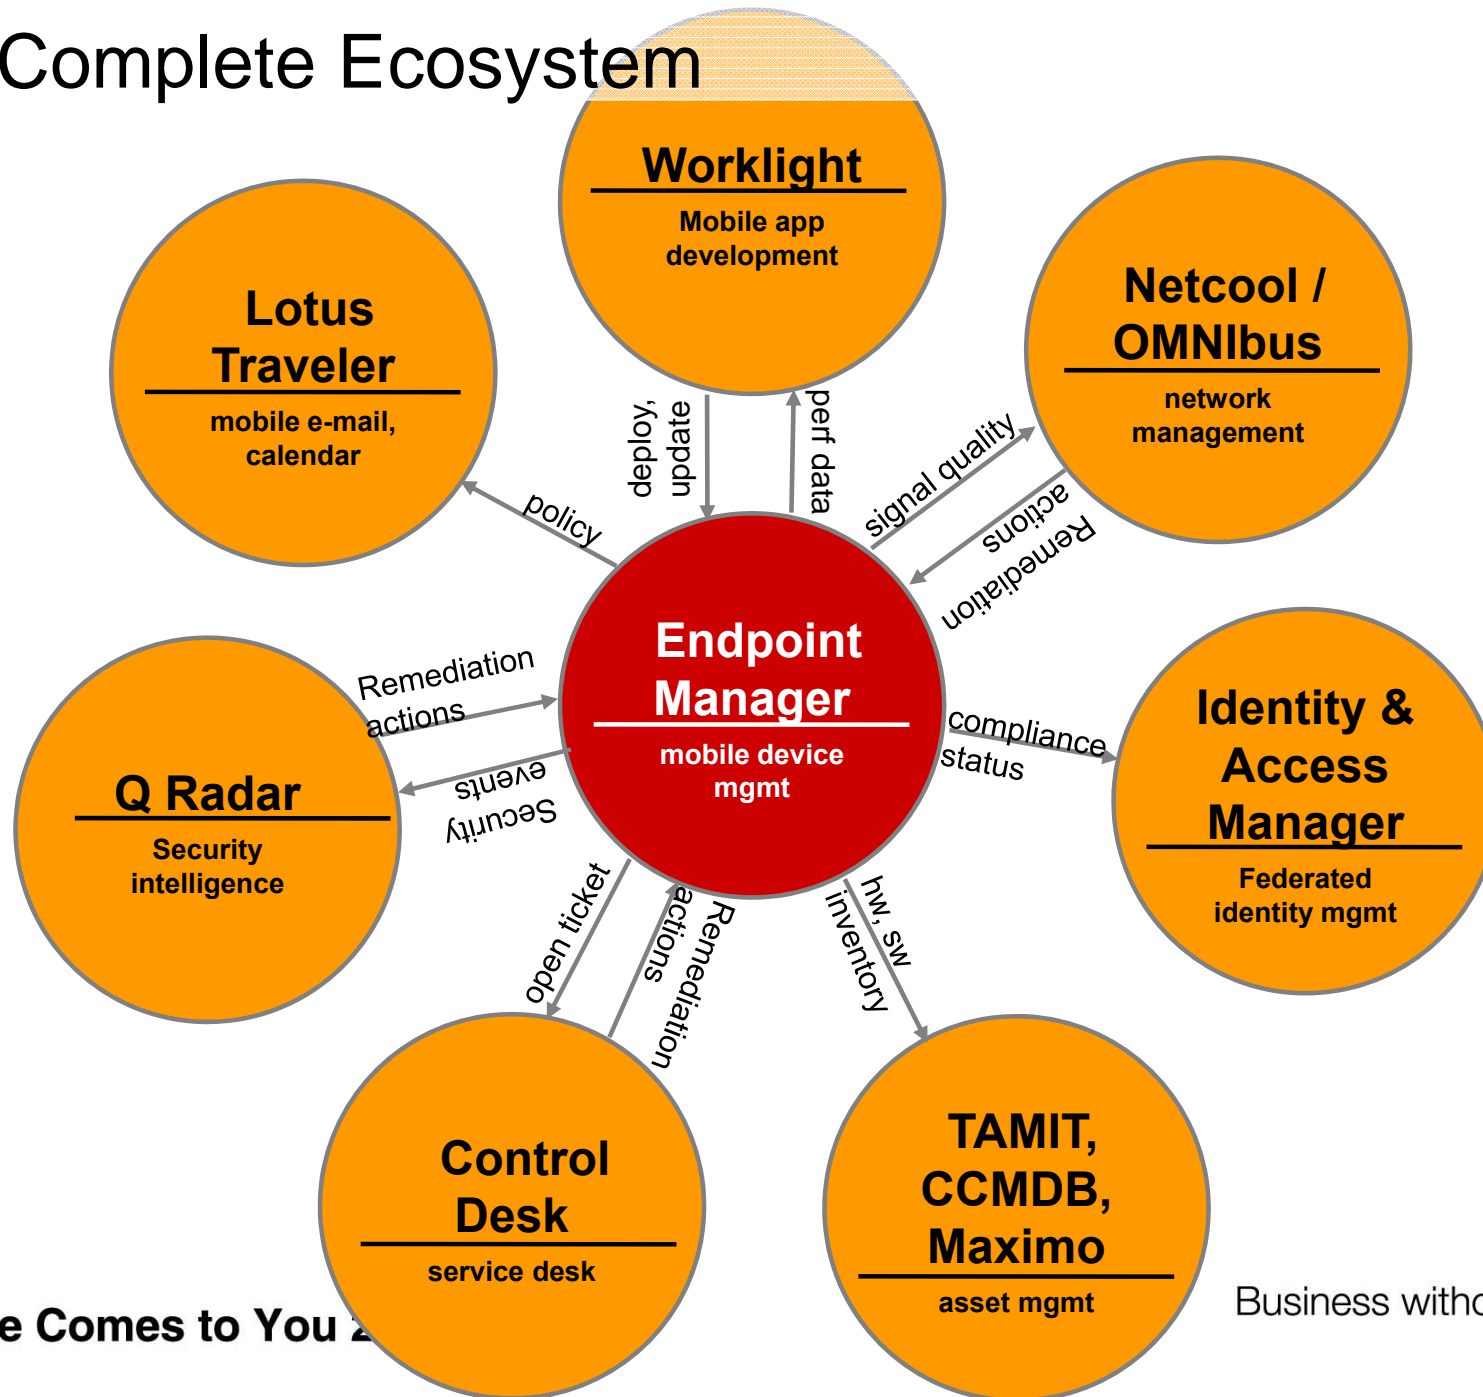 Complete Ecosystem
Worklight
Mobile app
development
Lotus
Traveler
mobile e-mail,
calendar
Netcool /
OMNIbus
network
management
deploy,
update
perf data
signal quality
Remediation
actions
policy
Endpoint
Manager
mobile device
mgmt
Remediation
actions
Security
events
Q Radar
Security
intelligence
compliance
status
Identity &
Access
Manager
Federated
identity mgmt
open ticket
Remediation
actions
hw, sw
inventory
Control
Desk
service desk
TAMIT,
CCMDB,
Maximo
asset mgmt
e Comes to You
Business witho